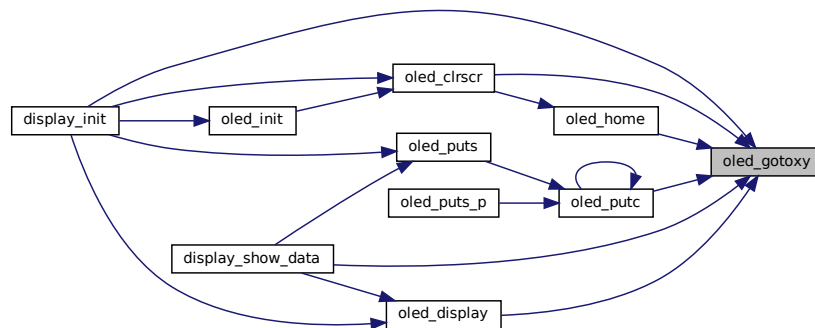 oled_clrscr
display_init
oled_init
oled_home
oled_puts
oled_gotoxy
oled_puts_p
oled_putc
display_show_data
oled_display